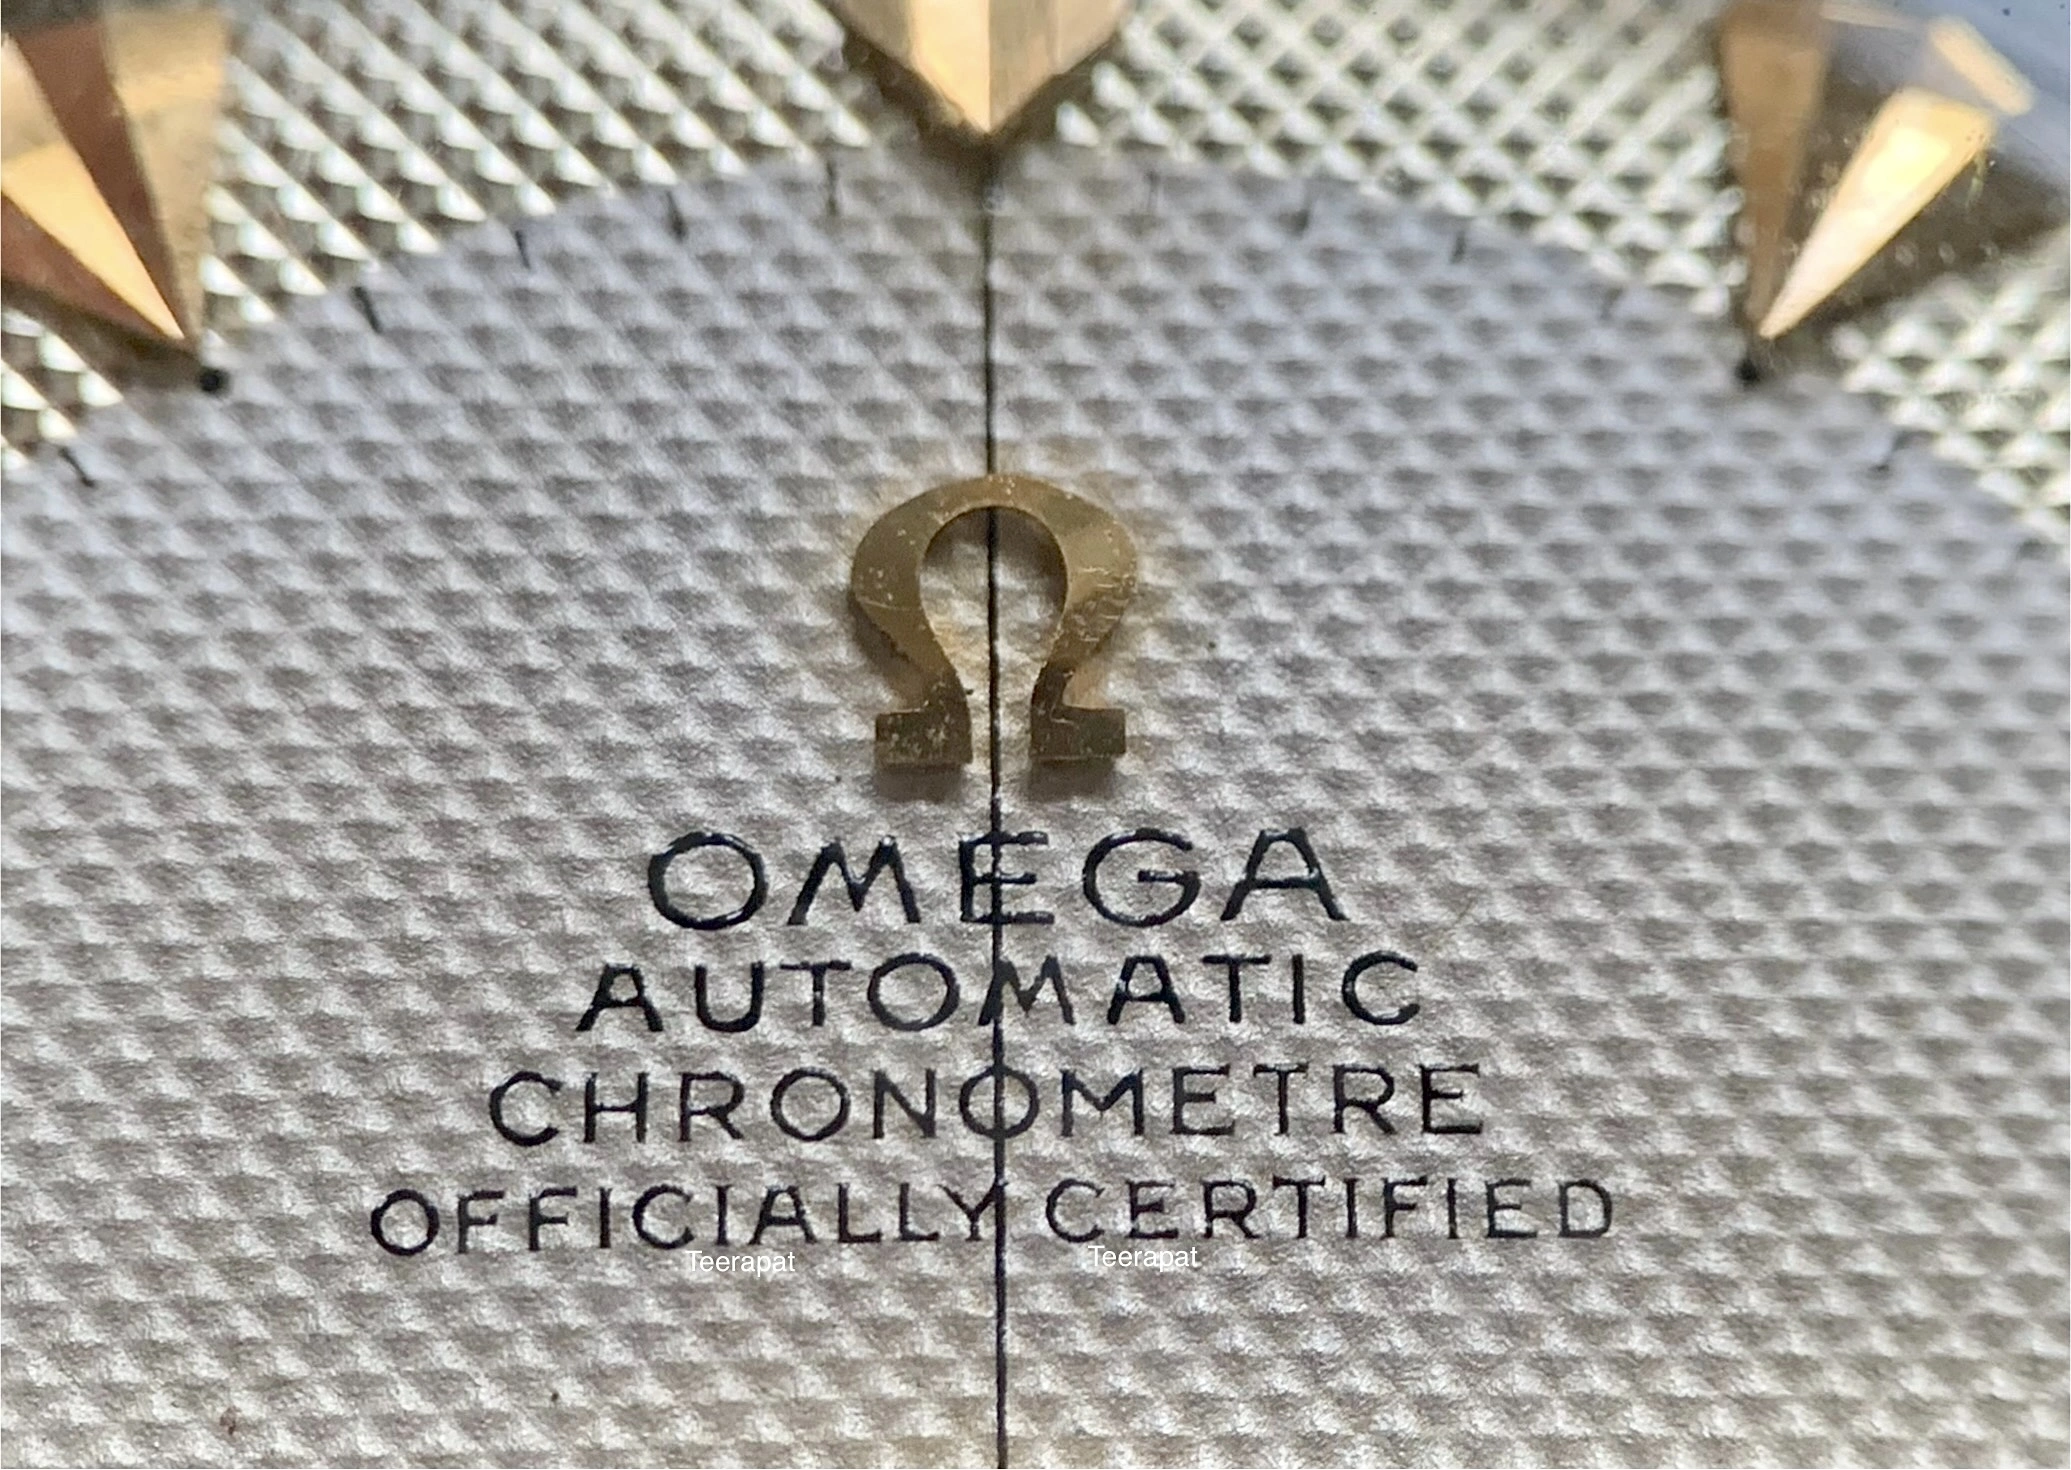 Ω
OMEGA
AUTOMATIC
CHRONOMETRE
OFFICIALLY CERTIFIED
Teerapat Teerapat